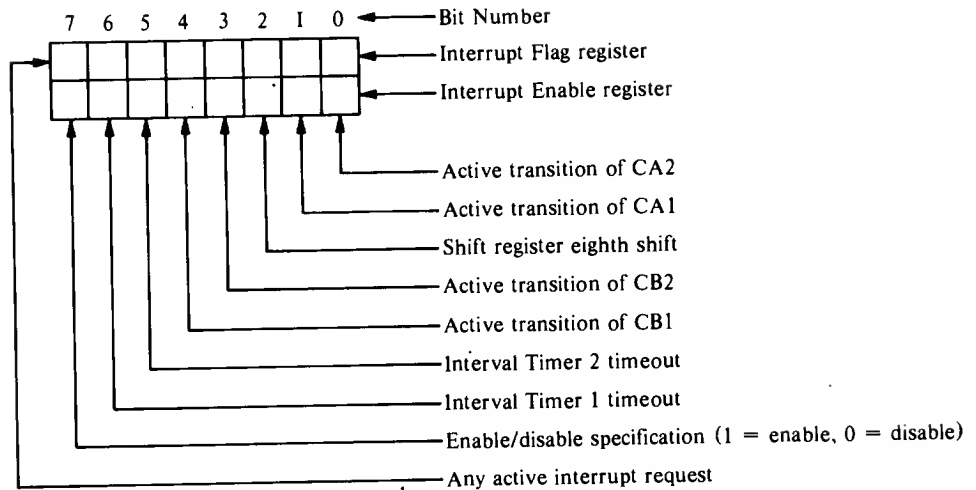 7 6 5 4 3 2 I 0 Bit Number
Interrupt Flag register
Interrupt Enable register
Active transition of CA2
Active transition of CA1
Shift register eighth shift
Active transition of CB2
Active transition of CB1
Interval Timer 2 timeout
Interval Timer 1 timeout
Enable/disable specification (1 = enable, 0 = disable)
Any active interrupt request